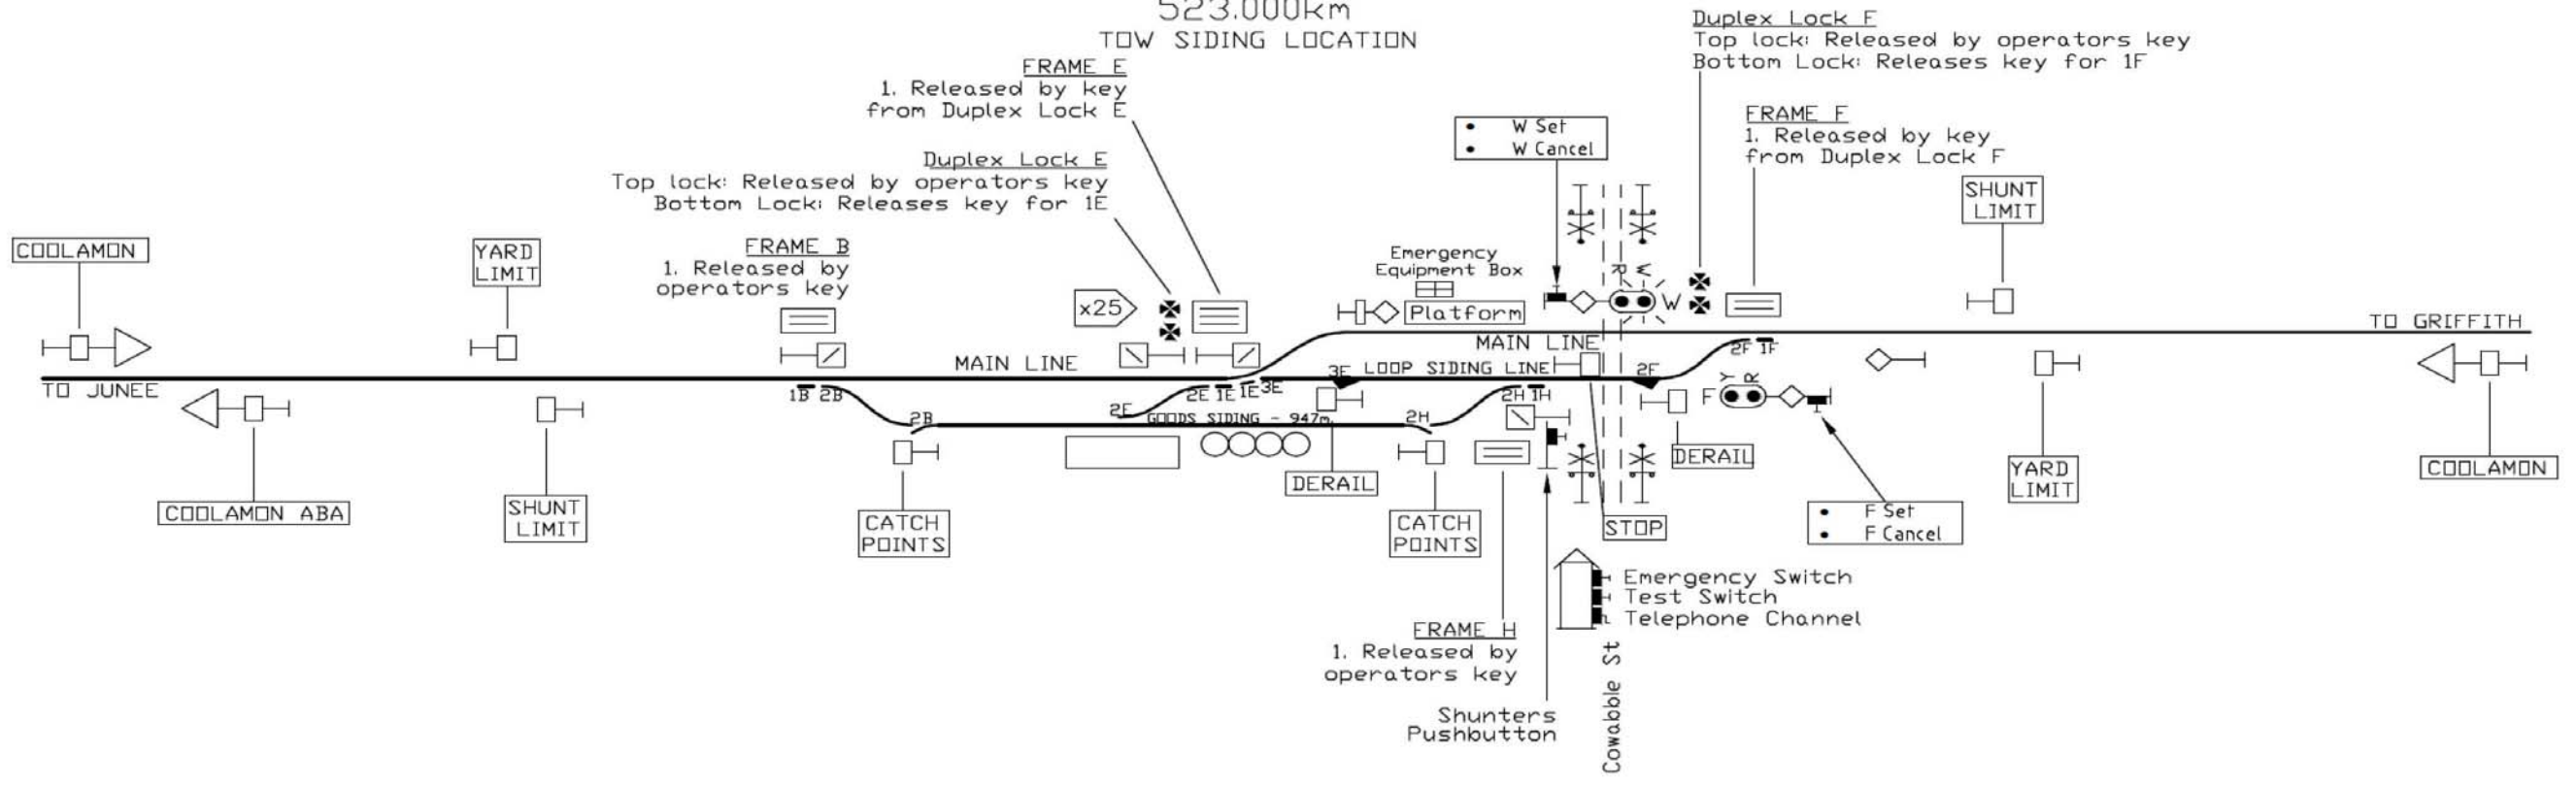 523.000km
TOW SIDING LOCATION
Duplex Lock F
Top lock: Released by operators key
Bottom Lock: Releases key for 1F
FRAME E
1. Released by key
from Duplex Lock E
FRAME F
1. Released by key
from Duplex Lock F
W Set
W Cancel
Duplex Lock E
Top lock: Released by operators key
Bottom Lock: Releases key for 1E
SHUNT
LIMIT
COOLAMON
YARD
LIMIT
FRAME B
1. Released by
operators key
Emergency
Equipment Box
R W
x25
Platform
W
TO GRIFFITH
MAIN LINE
MAIN LINE
2F 1F
TO JUNEE
3E
LOOP SIDING LINE
2F
1B 2B
2E 1E 1E 3E
2H 1H
Y R
F
2B
2E
GOODS SIDING - 947m.
2H
DERAIL
DERAIL
COOLAMON ABA
SHUNT
LIMIT
CATCH
POINTS
CATCH
POINTS
STOP
F Set
F Cancel
YARD
LIMIT
COOLAMON
Emergency Switch
Test Switch
Telephone Channel
FRAME H
1. Released by
operators key
Shunters
Pushbutton
Cowabble St